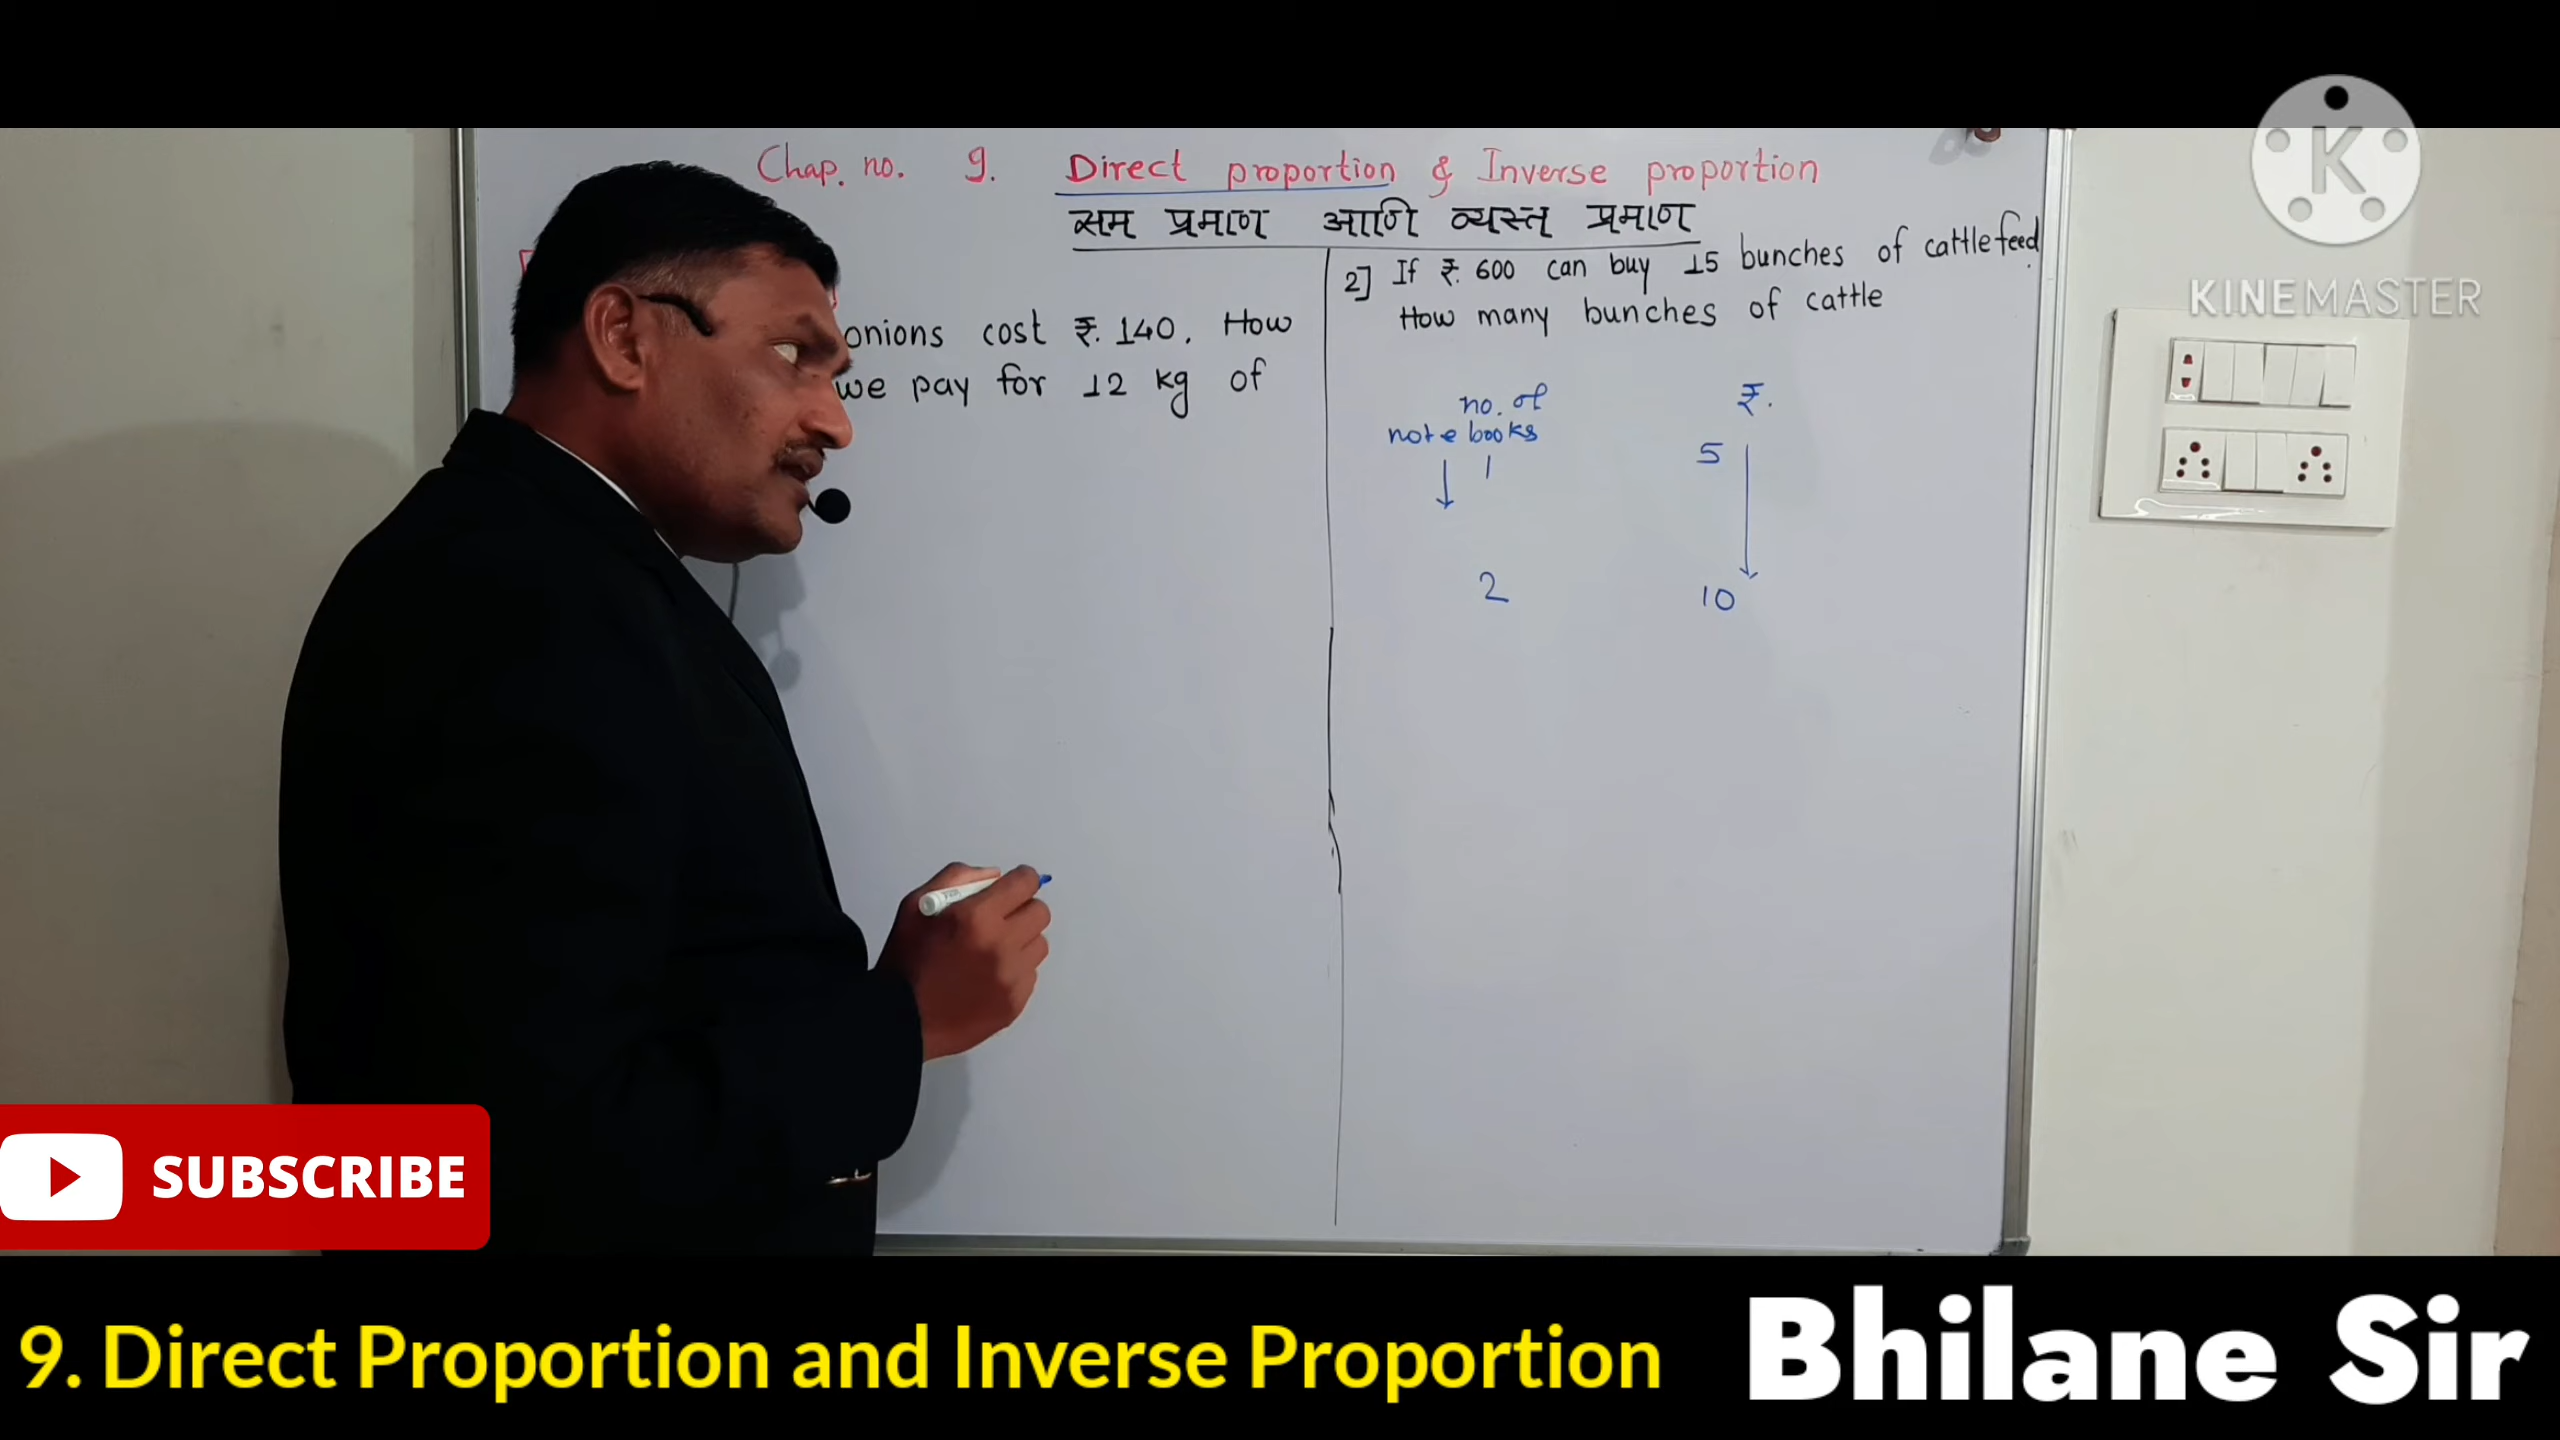 Chap. no. 9. Direct proportion & Inverse proportion
सम प्रमाण आणि व्यस्त प्रमाण
onions cost ₹. 140. How
we pay for 12 kg of
2] If ₹. 600 can buy 15 bunches of cattle feed.
How many bunches of cattle
no. of
note books
₹.
1
5
2
10
KINEMASTER
SUBSCRIBE
9. Direct Proportion and Inverse Proportion
Bhilane Sir